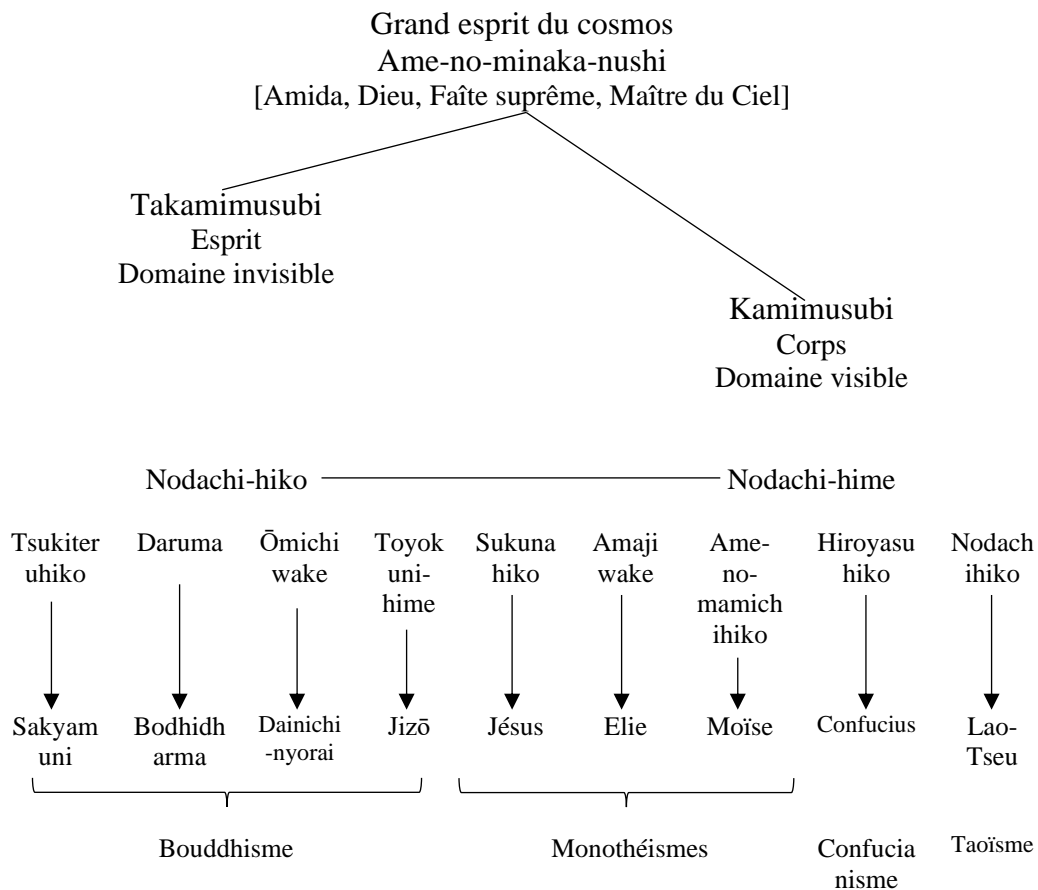 Grand esprit du cosmos
Ame-no-minaka-nushi
[Amida, Dieu, Faîte suprême, Maître du Ciel]
Takamimusubi
Esprit
Domaine invisible
Kamimusubi
Corps
Domaine visible
Nodachi-hiko
Nodachi-hime
Tsukiter
uhiko
Daruma
Ōmichi
wake
Toyok
uni-
hime
Sukuna
hiko
Amaji
wake
Ame-
no-
mamich
ihiko
Hiroyasu
hiko
Nodach
ihiko
Sakyam
uni
Bodhidh
arma
Dainichi
-nyorai
Jizō
Jésus
Elie
Moïse
Confucius
Lao-
Tseu
Bouddhisme
Monothéismes
Confucia
nisme
Taoïsme